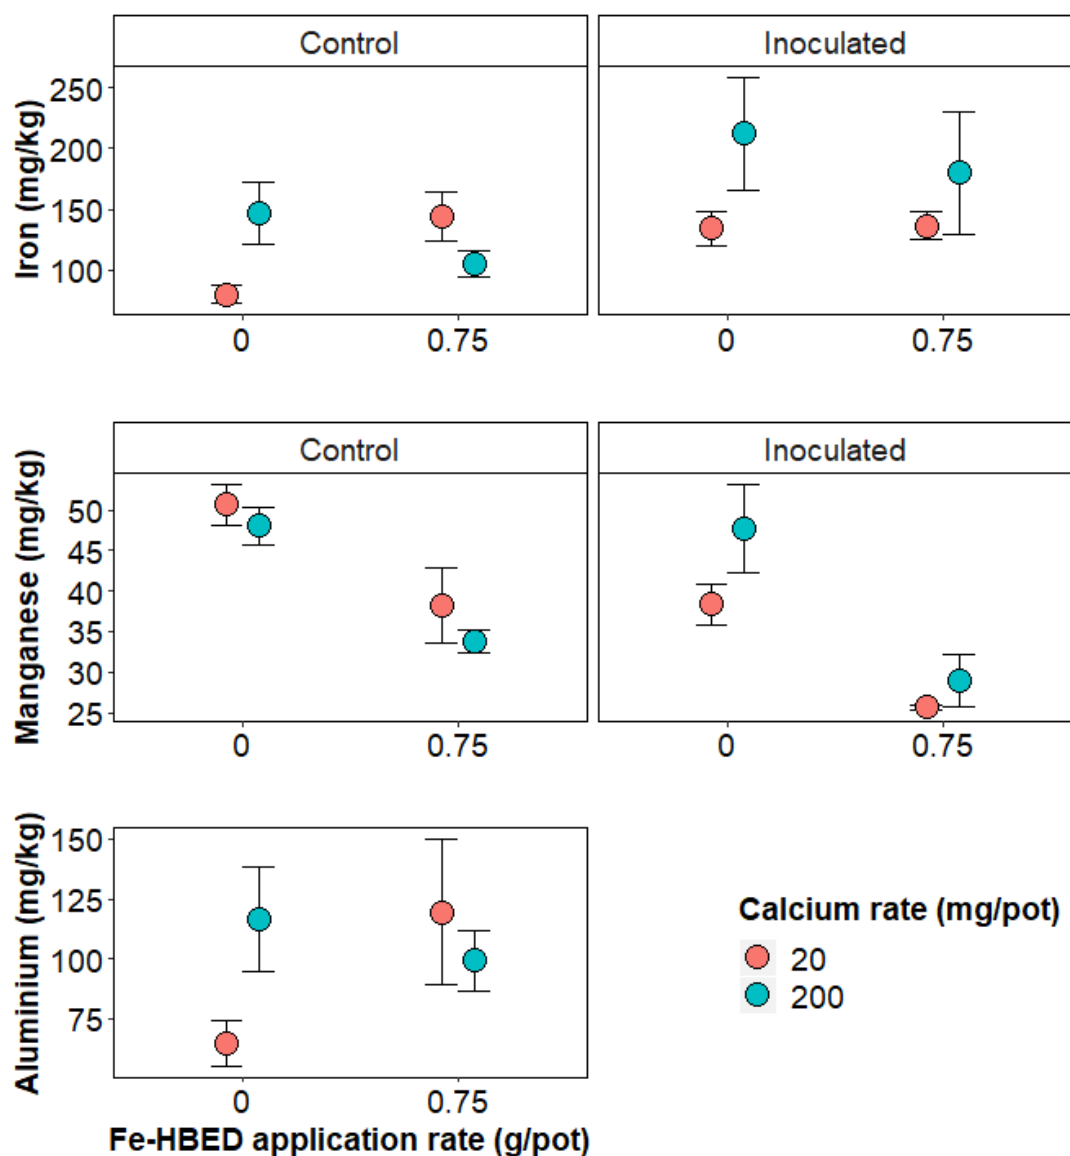 Control Inoculated
Iron (mg/kg)
250
200
150
100
0 0.75 0 0.75
Control Inoculated
Manganese (mg/kg)
50
45
40
35
30
25
0 0.75 0 0.75
Aluminium (mg/kg)
150
125
100
75
0 0.75
Fe-HBED application rate (g/pot)
Calcium rate (mg/pot)
20
200